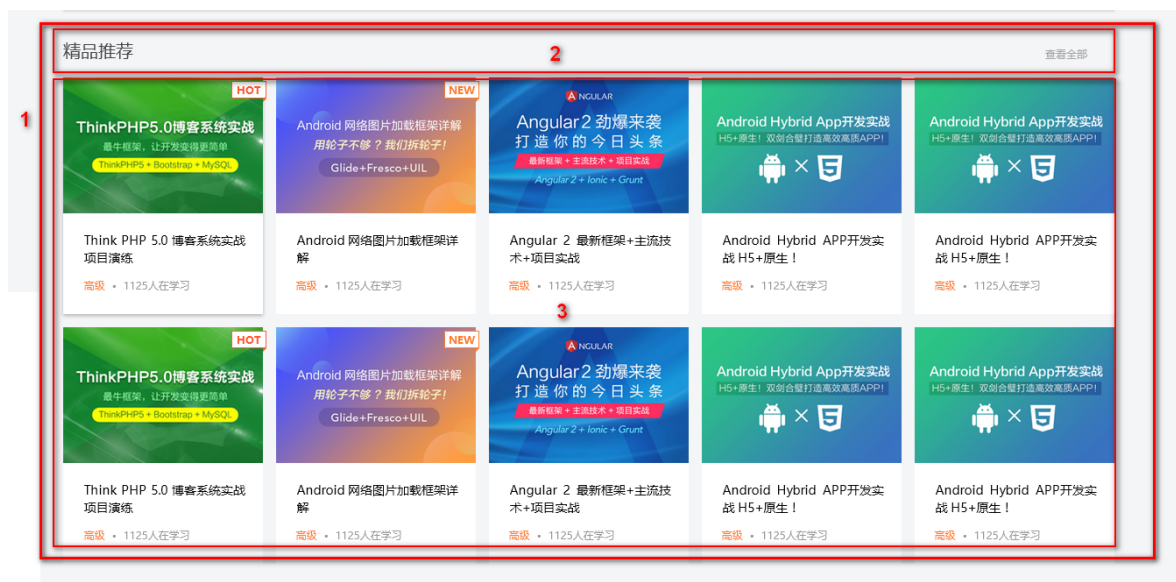 1
2
精品推荐
查看全部
HOT
ThinkPHP5.0博客系统实战
最牛框架，让开发变得更简单
ThinkPHP5 + Bootstrap + MySQL
Think PHP 5.0 博客系统实战
项目演练
高级 • 1125人在学习
NEW
Android 网络图片加载框架详解
用轮子不够？我们拆轮子!
Glide+Fresco+UIL
Android 网络图片加载框架详
解
高级 • 1125人在学习
ANGULAR
Angular2 劲爆来袭
打造你的今日头条
最新框架 + 主流技术 + 项目实战
Angular 2 + Ionic + Grunt
Angular 2 最新框架+主流技
术+项目实战
高级 • 1125人在学习
Android Hybrid App开发实战
H5+原生！双剑合璧打造高效高质APP!
×
5
Android Hybrid APP开发实
战 H5+原生！
高级 • 1125人在学习
Android Hybrid App开发实战
H5+原生！双剑合璧打造高效高质APP!
×
5
Android Hybrid APP开发实
战 H5+原生！
高级 • 1125人在学习
3
HOT
ThinkPHP5.0博客系统实战
最牛框架，让开发变得更简单
ThinkPHP5 + Bootstrap + MySQL
Think PHP 5.0 博客系统实战
项目演练
高级 • 1125人在学习
NEW
Android 网络图片加载框架详解
用轮子不够？我们拆轮子!
Glide+Fresco+UIL
Android 网络图片加载框架详
解
高级 • 1125人在学习
ANGULAR
Angular2 劲爆来袭
打造你的今日头条
最新框架 + 主流技术 + 项目实战
Angular 2 + Ionic + Grunt
Angular 2 最新框架+主流技
术+项目实战
高级 • 1125人在学习
Android Hybrid App开发实战
H5+原生！双剑合璧打造高效高质APP!
×
5
Android Hybrid APP开发实
战 H5+原生！
高级 • 1125人在学习
Android Hybrid App开发实战
H5+原生！双剑合璧打造高效高质APP!
×
5
Android Hybrid APP开发实
战 H5+原生！
高级 • 1125人在学习